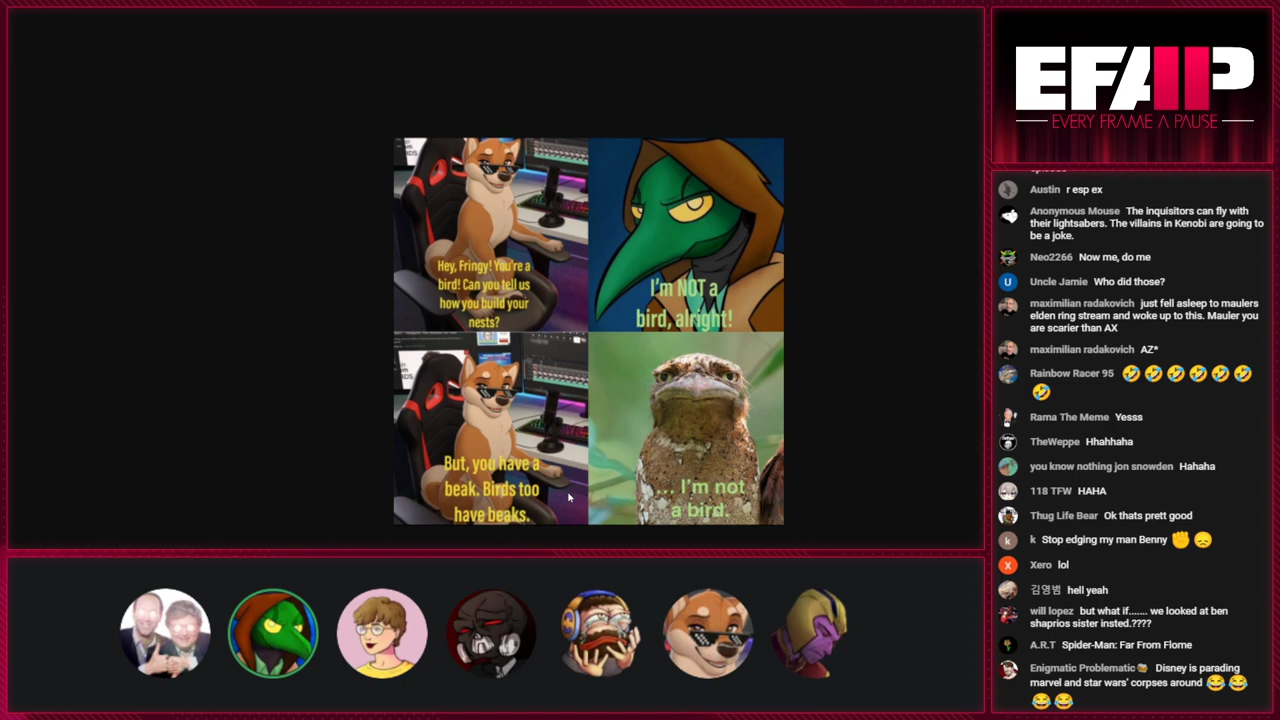 Hey, Fringy! You're a
bird! Can you tell us
how you build your
nests?
I'm NOT a
bird, alright!
But, you have a
beak. Birds too
have beaks.
... I'm not
a bird.
EFAP
EVERY FRAME A PAUSE
Austin r esp ex
Anonymous Mouse The inquisitors can fly with
their lightsabers. The villains in Kenobi are going to
be a joke.
Neo2266 Now me, do me
U
Uncle Jamie Who did those?
maximilian radakovich just fell asleep to maulers
elden ring stream and woke up to this. Mauler you
are scarier than AX
maximilian radakovich AZ*
Rainbow Racer 95 🤣🤣🤣🤣🤣🤣
🤣
Rama The Meme Yesss
TheWeppe Hhahhaha
you know nothing jon snowden Hahaha
118 TFW HAHA
Thug Life Bear Ok thats prett good
k
k Stop edging my man Benny ✊😞
X
Xero lol
김영범 hell yeah
will lopez but what if....... we looked at ben
shaprios sister insted.????
A.R.T Spider-Man: Far From Flome
Enigmatic Problematic Disney is parading
marvel and star wars' corpses around 😂😂
😂😂